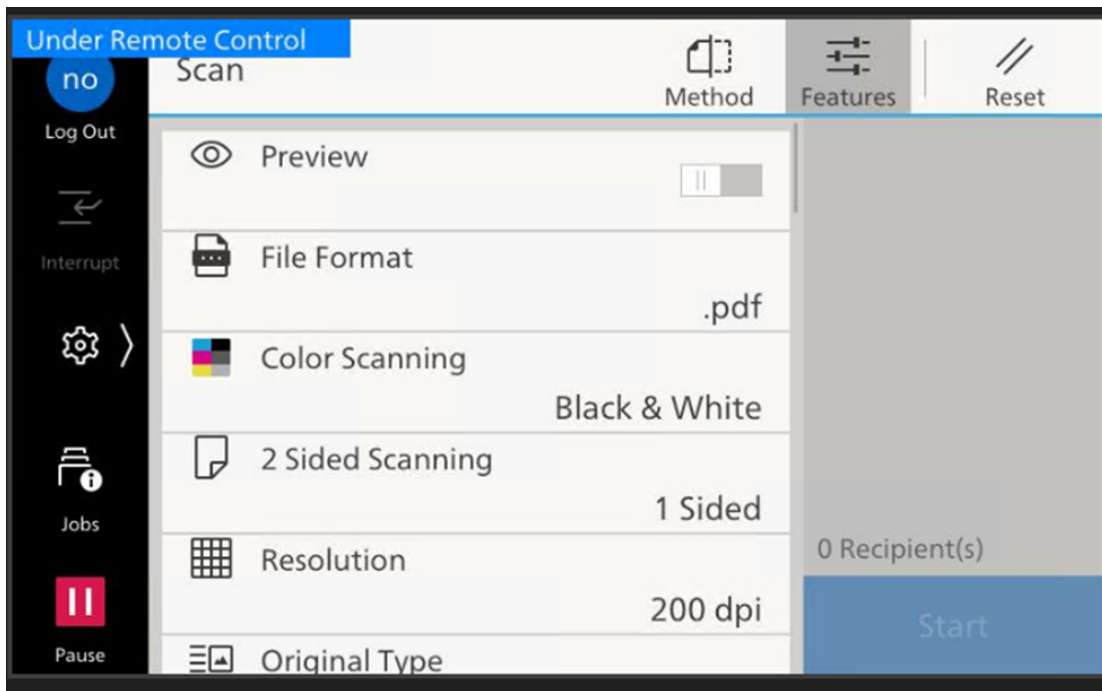 Under Remote Control
no
Log Out
Interrupt
Jobs
Pause
Scan
Method
Features
Reset
Preview
File Format
.pdf
Color Scanning
Black & White
2 Sided Scanning
1 Sided
Resolution
200 dpi
Original Type
0 Recipient(s)
Start